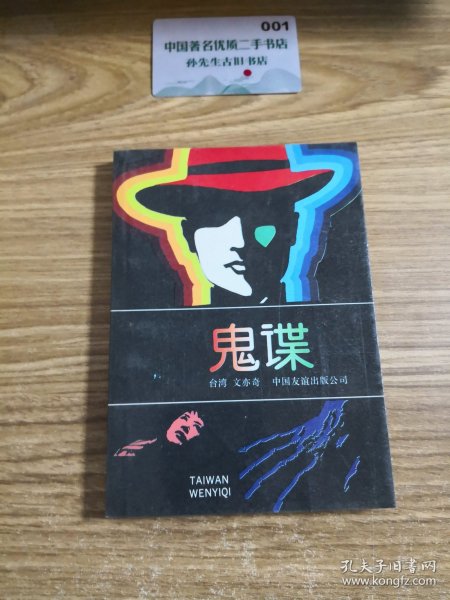 001
中国著名优质二手书店
孙先生古旧书店
鬼谍
台湾 文亦奇 中国友谊出版公司
TAIWAN
WENYIQI
孔夫子旧书网
www.kongfz.com